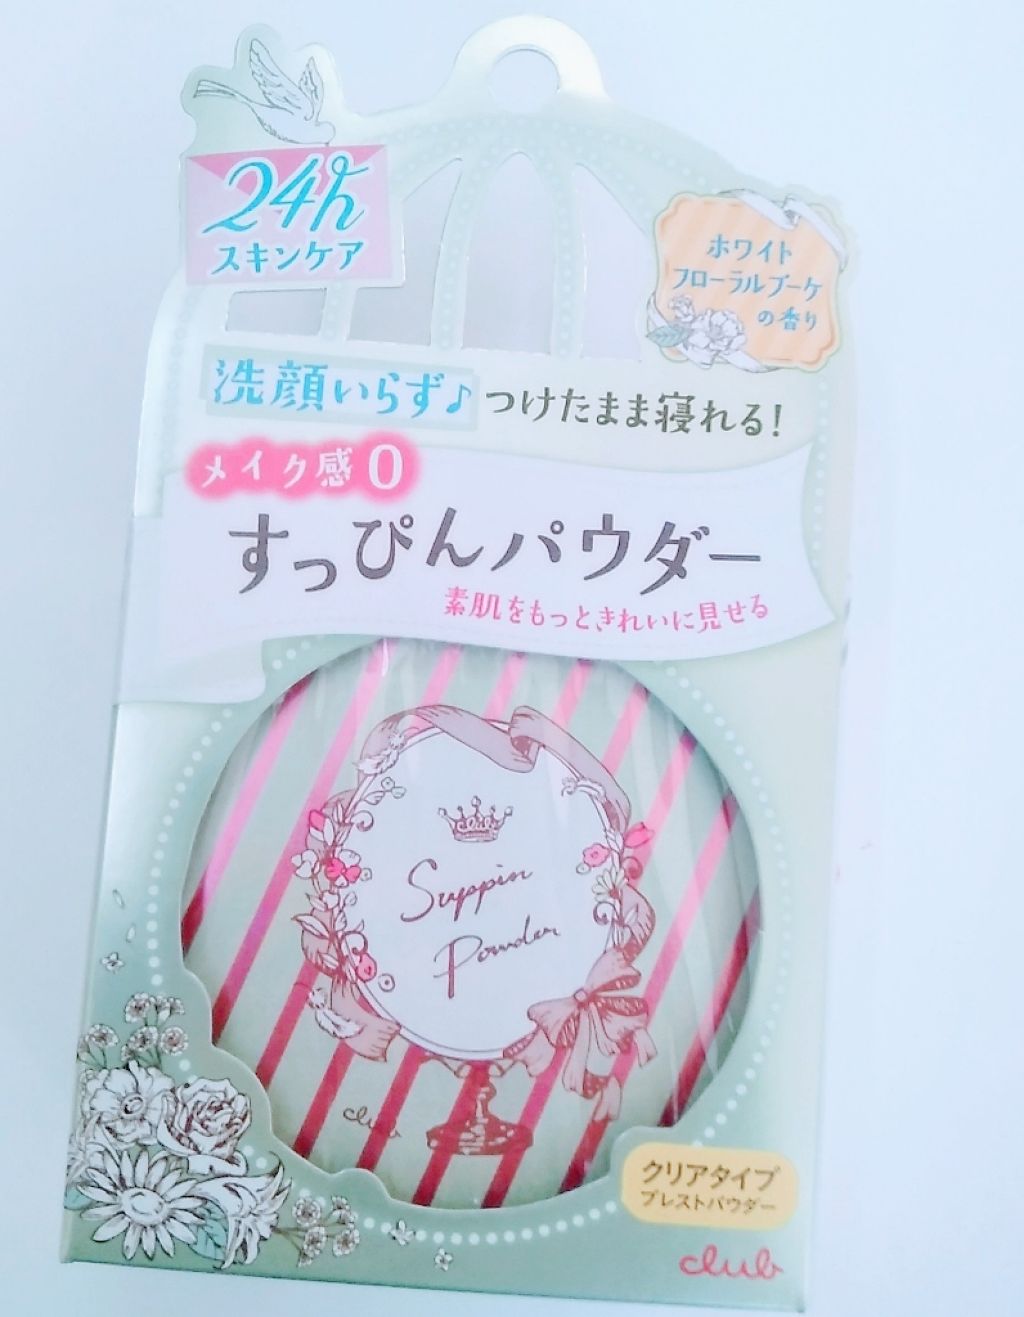 24h
スキンケア
ホワイト
フローラルブーケ
の香り
洗顔いらず♪ つけたまま寝れる!
メイク感0
すっぴんパウダー
素肌をもっときれいに見せる
club
Suppin
Powder
club
クリアタイプ
プレストパウダー
club